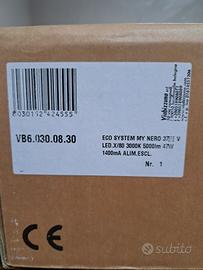 8030112424555
VB6.030.08.30
Viabizzuno
ECO SYSTEM MY NERO
LED.X/80 3000K 5000lm 47W
1400mA ALIM.ESCL.
Nr. 1
subito